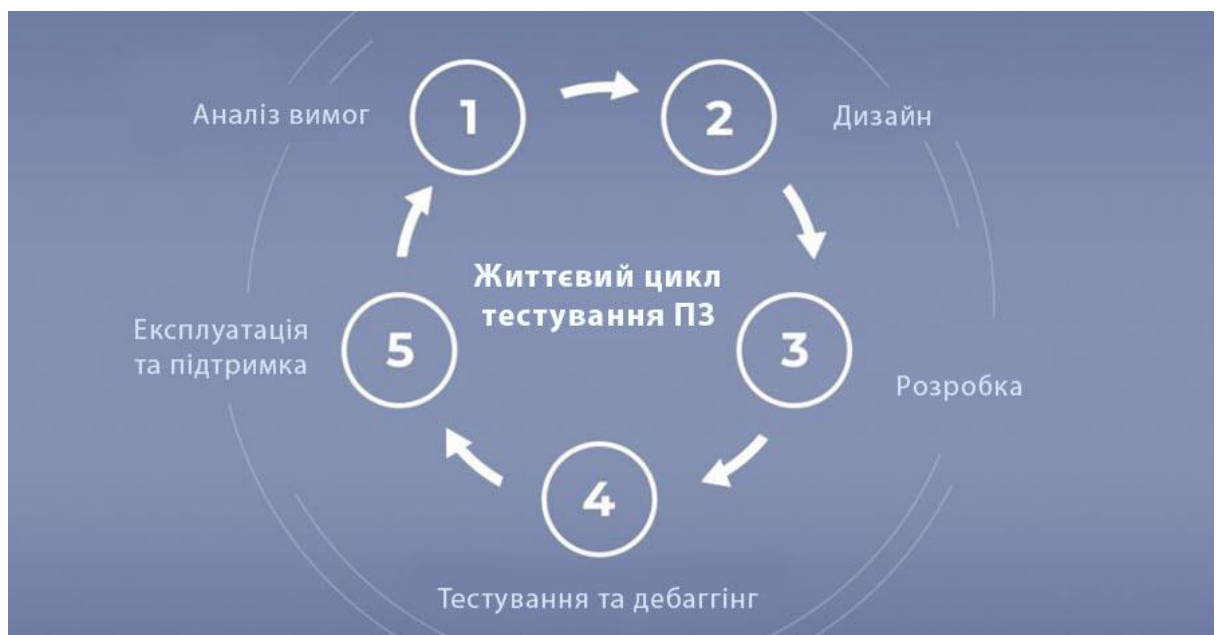 Аналіз вимог
1
2
Дизайн
Життєвий цикл
тестування ПЗ
Експлуатація
та підтримка
5
3
Розробка
4
Тестування та дебаггінг